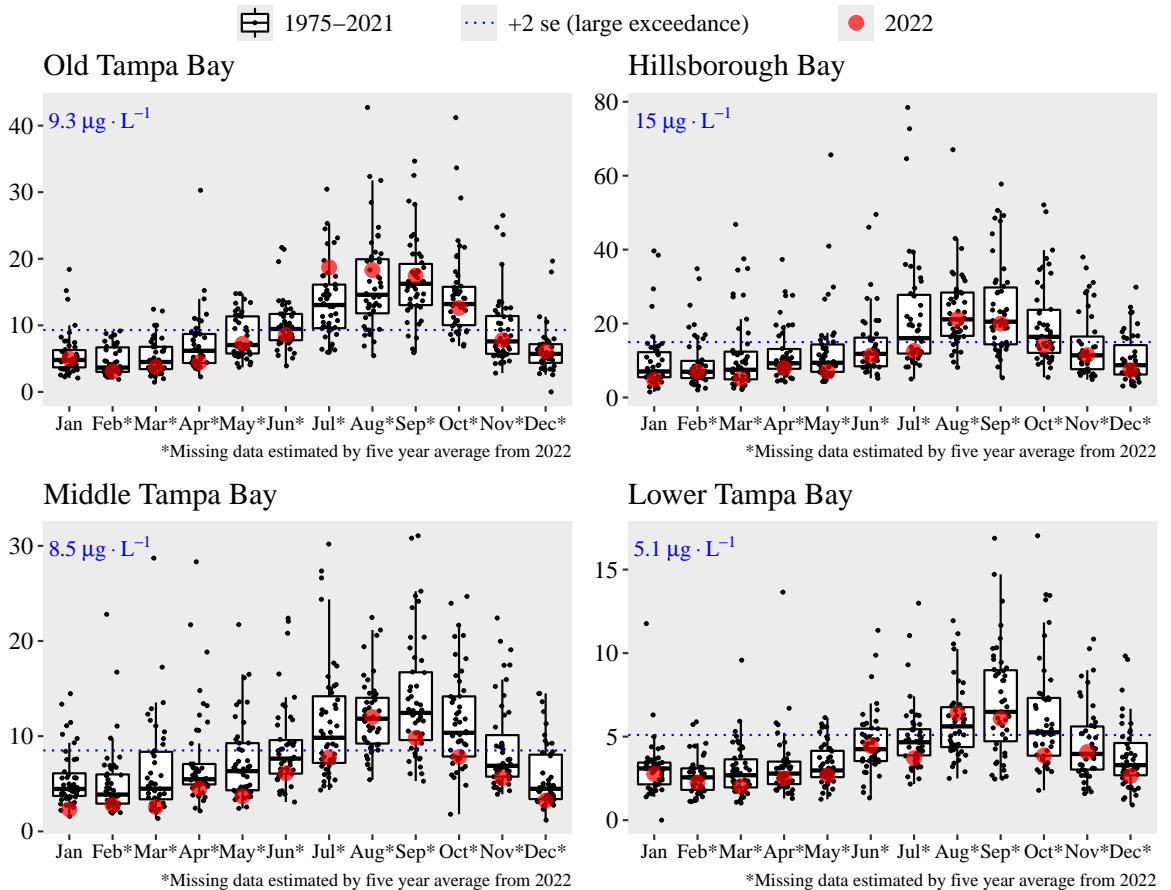 1975–2021 +2 se (large exceedance) 2022
Old Tampa Bay
9.3 μg · L⁻¹
40
30
20
10
0
Jan Feb* Mar* Apr* May* Jun* Jul* Aug* Sep* Oct* Nov* Dec*
*Missing data estimated by five year average from 2022
Hillsborough Bay
15 μg · L⁻¹
80
60
40
20
0
Jan Feb* Mar* Apr* May* Jun* Jul* Aug* Sep* Oct* Nov* Dec*
*Missing data estimated by five year average from 2022
Middle Tampa Bay
8.5 μg · L⁻¹
30
20
10
0
Jan Feb* Mar* Apr* May* Jun* Jul* Aug* Sep* Oct* Nov* Dec*
*Missing data estimated by five year average from 2022
Lower Tampa Bay
5.1 μg · L⁻¹
15
10
5
0
Jan Feb* Mar* Apr* May* Jun* Jul* Aug* Sep* Oct* Nov* Dec*
*Missing data estimated by five year average from 2022